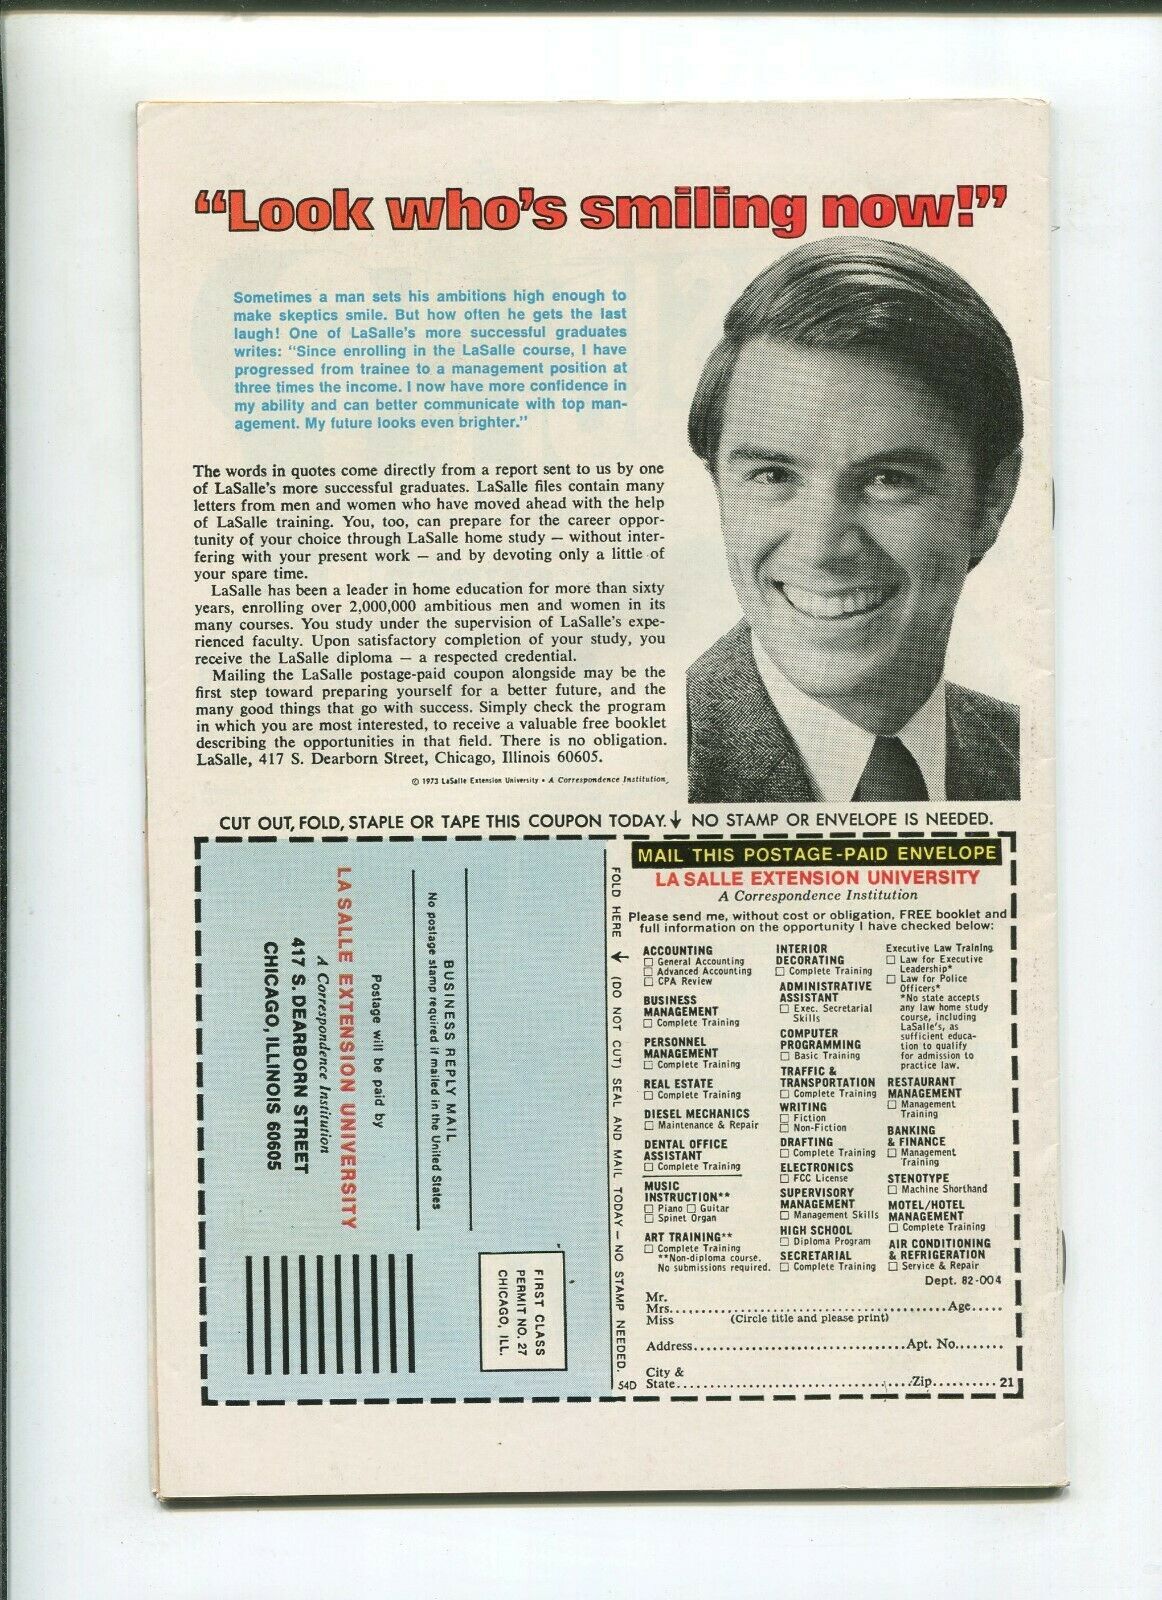 “Look who's smiling now!”
Sometimes a man sets his ambitions high enough to
make skeptics smile. But how often he gets the last
laugh! One of LaSalle's more successful graduates
writes: “Since enrolling in the LaSalle course, I have
progressed from trainee to a management position at
three times the income. I now have more confidence in
my ability and can better communicate with top man-
agement. My future looks even brighter.”
The words in quotes come directly from a report sent to us by one
of LaSalle's more successful graduates. LaSalle files contain many
letters from men and women who have moved ahead with the help
of LaSalle training. You, too, can prepare for the career oppor-
tunity of your choice through LaSalle home study — without inter-
fering with your present work — and by devoting only a little of
your spare time.
LaSalle has been a leader in home education for more than sixty
years, enrolling over 2,000,000 ambitious men and women in its
many courses. You study under the supervision of LaSalle's expe-
rienced faculty. Upon satisfactory completion of your study, you
receive the LaSalle diploma — a respected credential.
Mailing the LaSalle postage-paid coupon alongside may be the
first step toward preparing yourself for a better future, and the
many good things that go with success. Simply check the program
in which you are most interested, to receive a valuable free booklet
describing the opportunities in that field. There is no obligation.
LaSalle, 417 S. Dearborn Street, Chicago, Illinois 60605.
© 1973 LaSalle Extension University • A Correspondence Institution
CUT OUT, FOLD, STAPLE OR TAPE THIS COUPON TODAY. ↓ NO STAMP OR ENVELOPE IS NEEDED.
FIRST CLASS
PERMIT NO. 27
CHICAGO, ILL.
BUSINESS REPLY MAIL
No postage stamp required if mailed in the United States
Postage will be paid by
LA SALLE EXTENSION UNIVERSITY
A Correspondence Institution
417 S. DEARBORN STREET
CHICAGO, ILLINOIS 60605
FOLD HERE → (DO NOT CUT) SEAL AND MAIL TODAY — NO STAMP NEEDED.
54D
MAIL THIS POSTAGE-PAID ENVELOPE
LA SALLE EXTENSION UNIVERSITY
A Correspondence Institution
Please send me, without cost or obligation, FREE booklet and
full information on the opportunity I have checked below:
ACCOUNTING
☐ General Accounting
☐ Advanced Accounting
☐ CPA Review
BUSINESS
MANAGEMENT
☐ Complete Training
PERSONNEL
MANAGEMENT
☐ Complete Training
REAL ESTATE
☐ Complete Training
DIESEL MECHANICS
☐ Maintenance & Repair
DENTAL OFFICE
ASSISTANT
☐ Complete Training
MUSIC
INSTRUCTION**
☐ Piano ☐ Guitar
☐ Spinet Organ
ART TRAINING**
☐ Complete Training
**Non-diploma course.
No submissions required.
INTERIOR
DECORATING
☐ Complete Training
ADMINISTRATIVE
ASSISTANT
☐ Exec. Secretarial
Skills
COMPUTER
PROGRAMMING
☐ Basic Training
TRAFFIC &
TRANSPORTATION
☐ Complete Training
WRITING
☐ Fiction
☐ Non-Fiction
DRAFTING
☐ Complete Training
ELECTRONICS
☐ FCC License
SUPERVISORY
MANAGEMENT
☐ Management Skills
HIGH SCHOOL
☐ Diploma Program
SECRETARIAL
☐ Complete Training
Executive Law Training
☐ Law for Executive
Leadership*
☐ Law for Police
Officers*
*No state accepts
any law home study
course, including
LaSalle's, as
sufficient educa-
tion to qualify
for admission to
practice law.
RESTAURANT
MANAGEMENT
☐ Management
Training
BANKING
& FINANCE
☐ Management
Training
STENOTYPE
☐ Machine Shorthand
MOTEL/HOTEL
MANAGEMENT
☐ Complete Training
AIR CONDITIONING
& REFRIGERATION
☐ Service & Repair
Dept. 82-004
Mr.
Mrs. Age
Miss (Circle title and please print)
Address Apt. No.
City &
State Zip 21